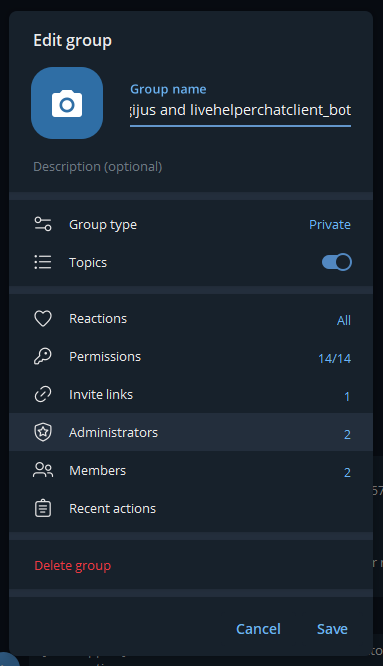 Edit group
Group name
gijus and livehelperchatclient_bot
Description (optional)
Group type Private
Topics
Reactions All
Permissions 14/14
Invite links 1
Administrators 2
Members 2
Recent actions
Delete group
Cancel Save